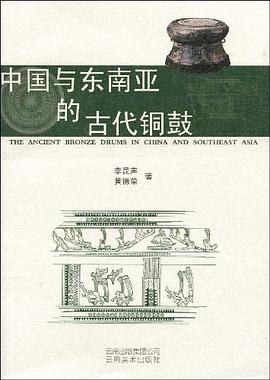 中国与东南亚
的古代铜鼓
THE ANCIENT BRONZE DRUMS IN CHINA AND SOUTHEAST ASIA
李昆声
黄德荣 著
云南出版集团公司
云南美术出版社